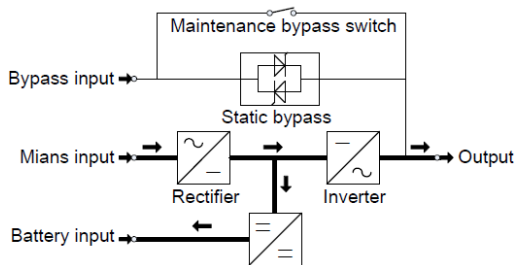 Maintenance bypass switch
Bypass input
Static bypass
Mians input
Output
Rectifier
Inverter
Battery input